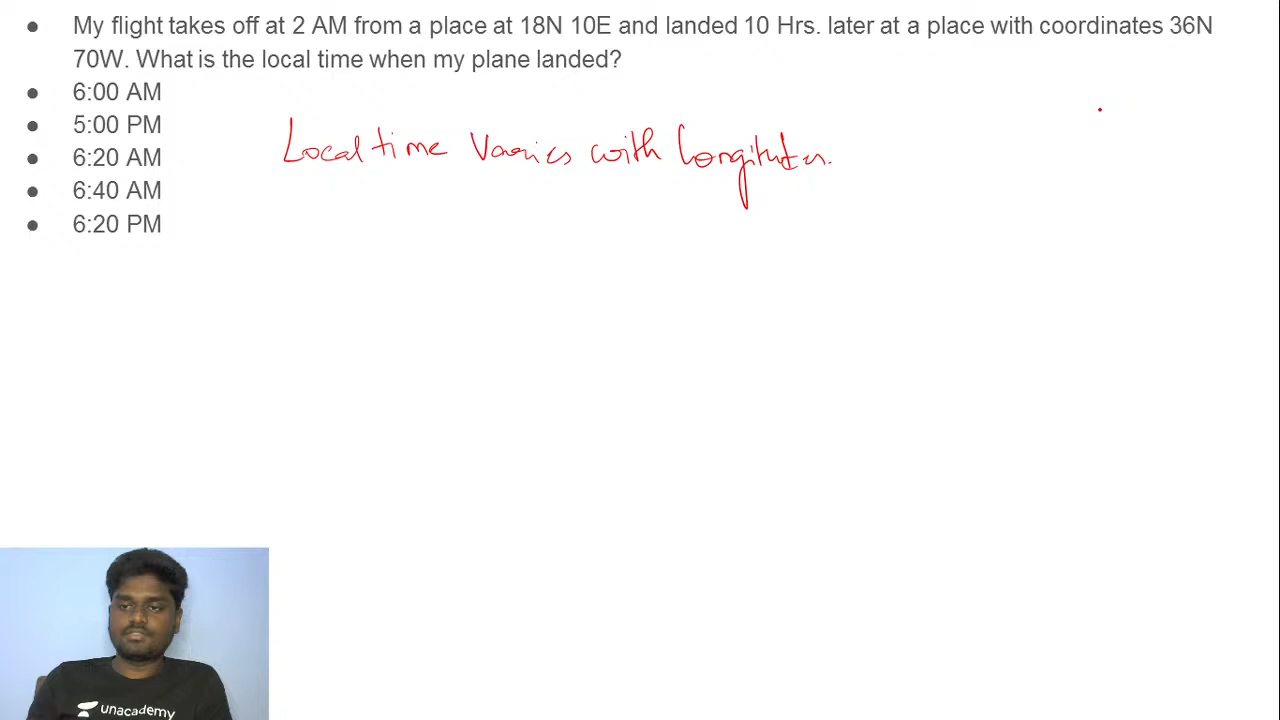 ● My flight takes off at 2 AM from a place at 18N 10E and landed 10 Hrs. later at a place with coordinates 36N
70W. What is the local time when my plane landed?
● 6:00 AM
● 5:00 PM
● 6:20 AM
● 6:40 AM
● 6:20 PM
Local time varies with
unacademy